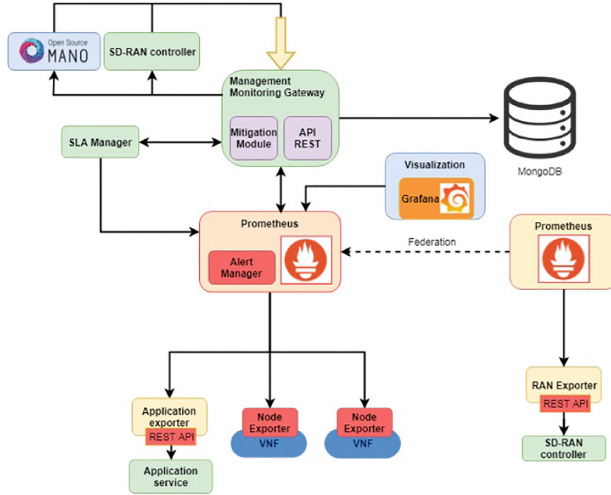 Open Source
MANO
SD-RAN controller
Management
Monitoring Gateway
Mitigation
Module
API
REST
MongoDB
SLA Manager
Visualization
Grafana
Prometheus
Alert
Manager
Federation
Prometheus
Application
exporter
REST API
Application
service
Node
Exporter
VNF
Node
Exporter
VNF
RAN Exporter
REST API
SD-RAN
controller